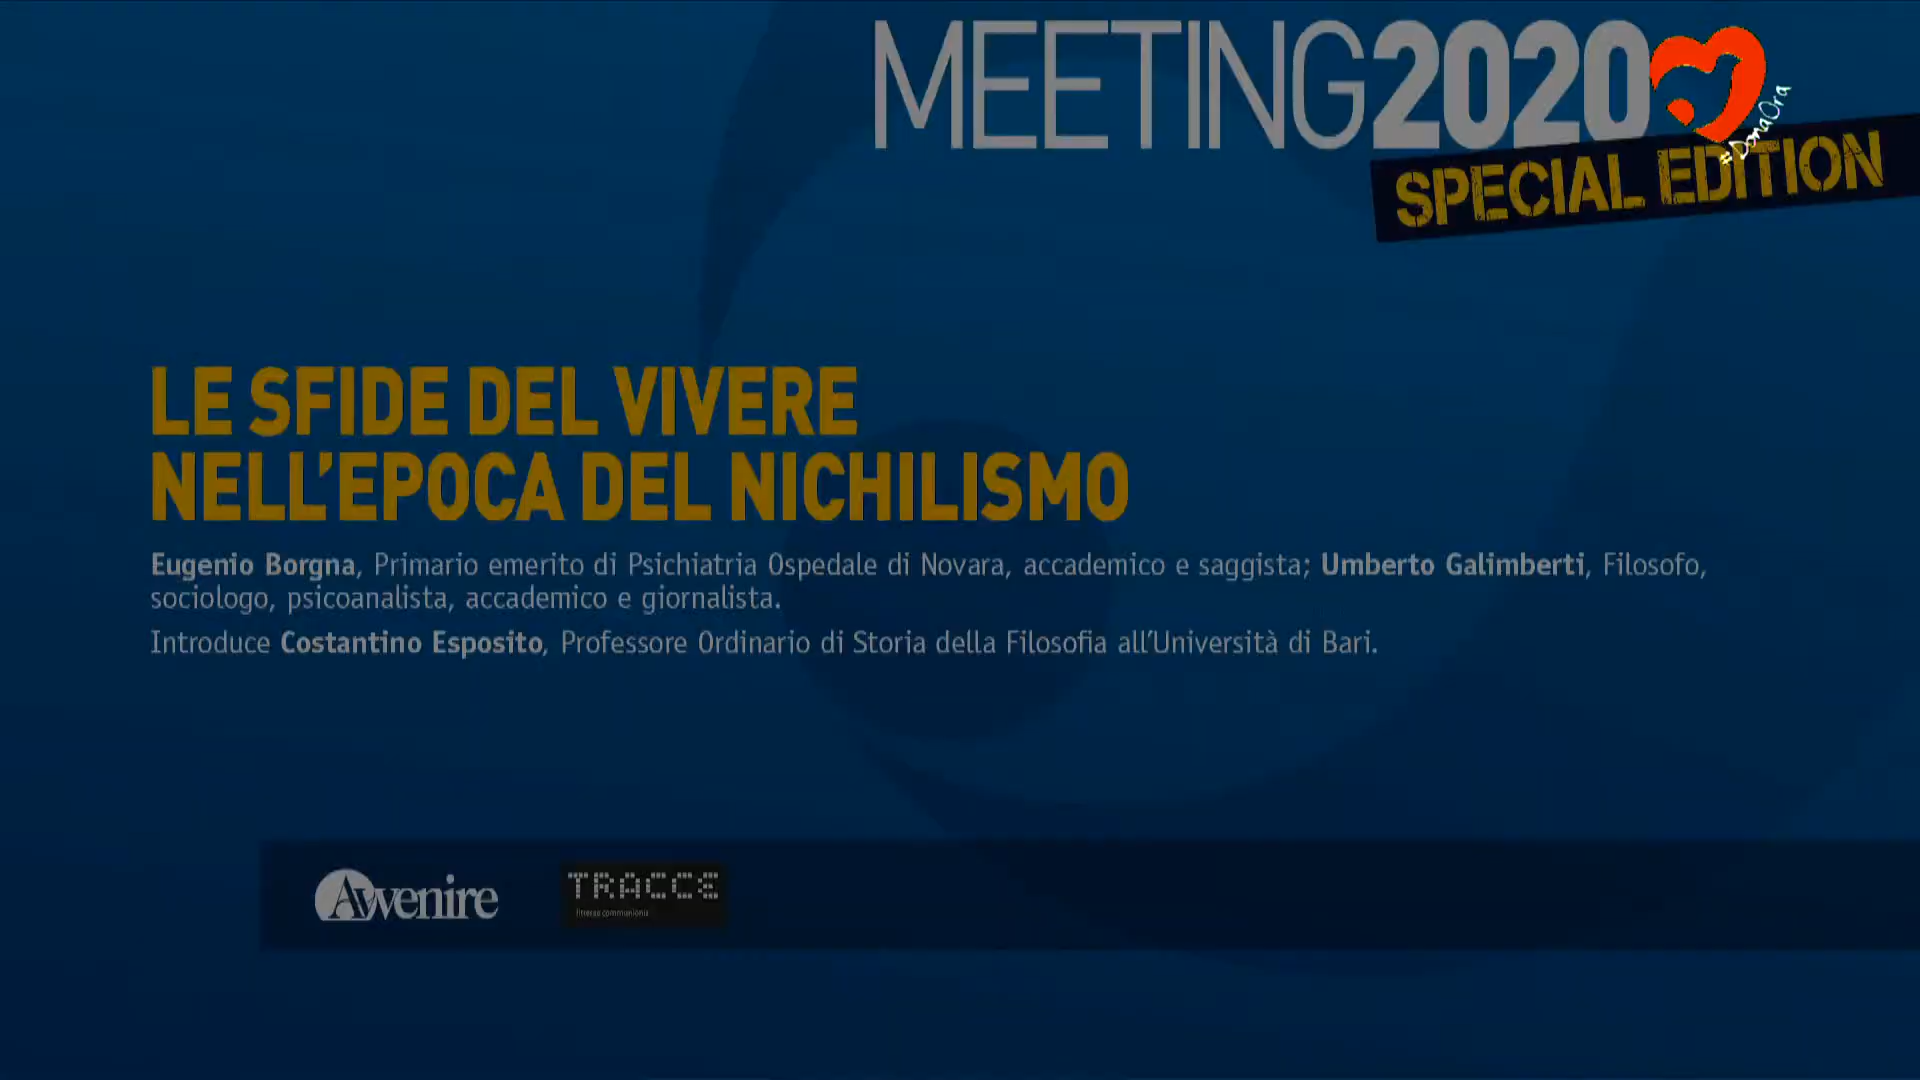 MEETING2020
#DonaOra
SPECIAL EDITION
LE SFIDE DEL VIVERE
NELL'EPOCA DEL NICHILISMO
Eugenio Borgna, Primario emerito di Psichiatria Ospedale di Novara, accademico e saggista; Umberto Galimberti, Filosofo,
sociologo, psicoanalista, accademico e giornalista.
Introduce Costantino Esposito, Professore Ordinario di Storia della Filosofia all'Università di Bari.
Avvenire
TRACCE
litterae communionis